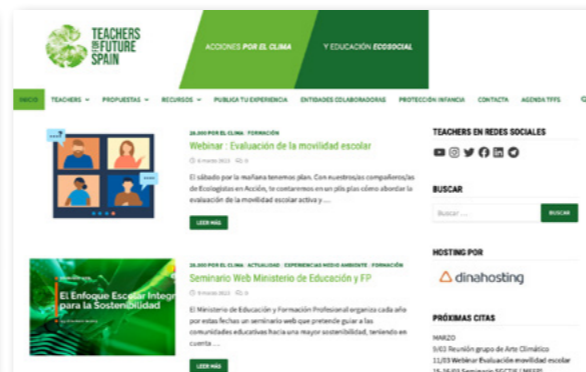 TEACHERS
FOR FUTURE
SPAIN
ACCIONES POR EL CLIMA
Y EDUCACIÓN ECOSOCIAL
INICIO TEACHERS PROPUESTAS RECURSOS PUBLICA TU EXPERIENCIA ENTIDADES COLABORADORAS PROTECCIÓN INFANCIA CONTACTA AGENDA TFFS
28.000 POR EL CLIMA FORMACIÓN
Webinar : Evaluación de la movilidad escolar
El sábado por la mañana tenemos plan. Con nuestros/as compañeros/as
de Ecologistas en Acción, te contaremos en un plis plas cómo abordar la
evaluación de la movilidad escolar activa y ....
LEER MÁS
28.000 POR EL CLIMA ACTUALIDAD EXPERIENCIAS MEDIO AMBIENTE FORMACIÓN
El Enfoque Escolar Integr
para la Sostenibilidad
Seminario Web Ministerio de Educación y FP
El Ministerio de Educación y Formación Profesional organiza cada año
por estas fechas un seminario web que pretende guiar a las
comunidades educativas hacia una mayor sostenibilidad, teniendo en
cuenta ....
LEER MÁS
TEACHERS EN REDES SOCIALES
BUSCAR
Buscar ...
BUSCAR
HOSTING POR
dinahosting
PRÓXIMAS CITAS
MARZO
9/03 Reunión grupo de Arte Climático
11/03 Webinar Evaluación movilidad escolar